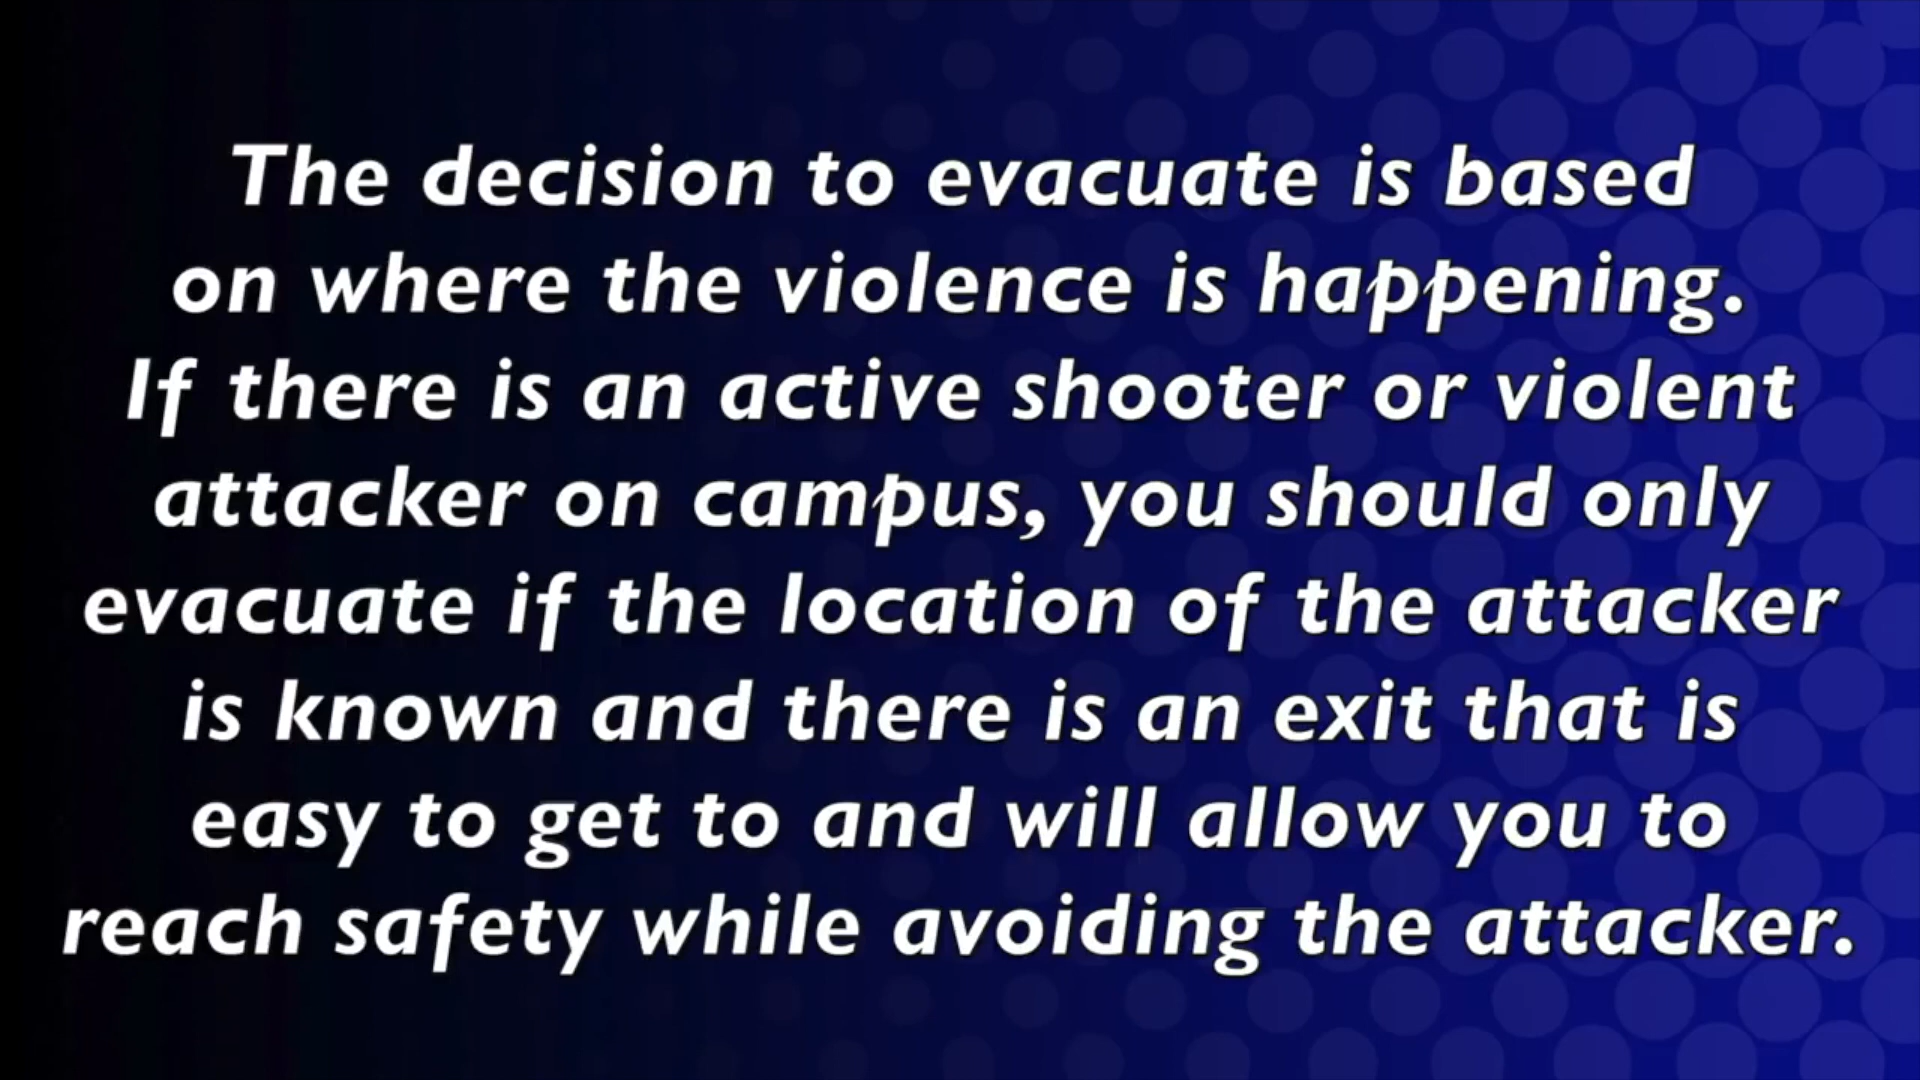 The decision to evacuate is based
on where the violence is happening.
If there is an active shooter or violent
attacker on campus, you should only
evacuate if the location of the attacker
is known and there is an exit that is
easy to get to and will allow you to
reach safety while avoiding the attacker.